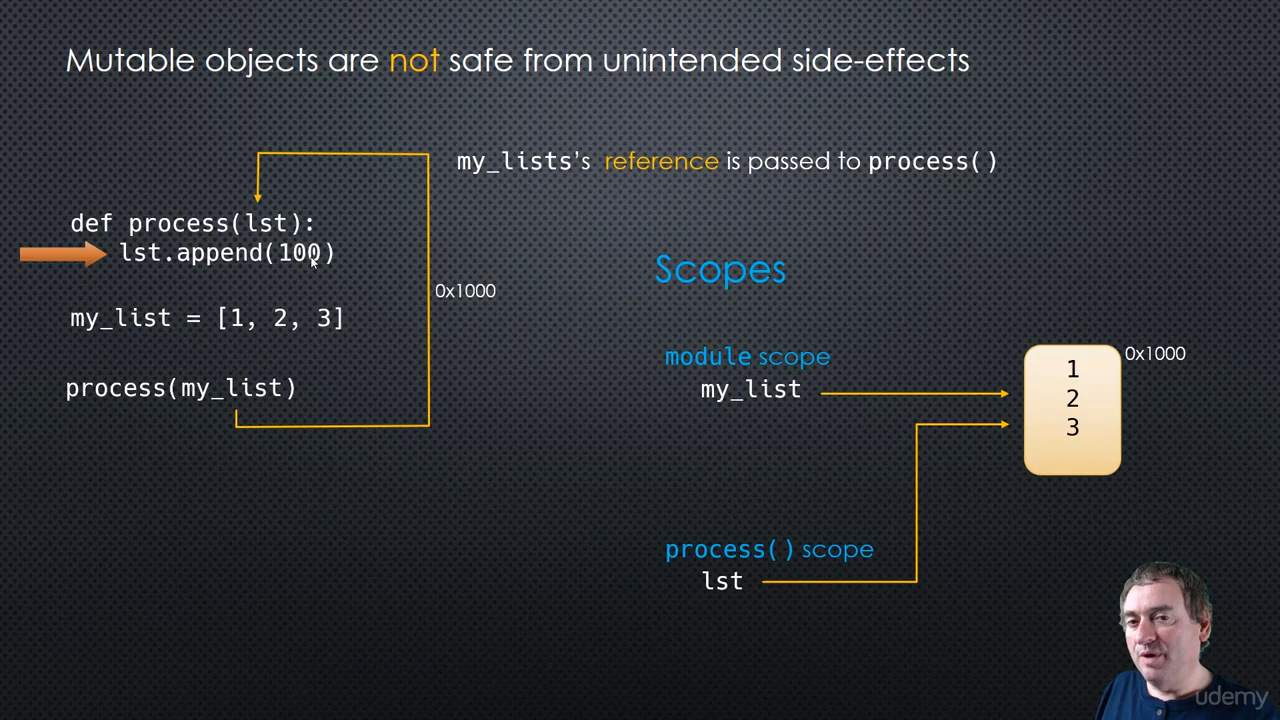 Mutable objects are not safe from unintended side-effects
my_lists's reference is passed to process()
def process(lst):
lst.append(100)
my_list = [1, 2, 3]
process(my_list)
0x1000
Scopes
module scope
my_list
0x1000
1
2
3
process() scope
lst
udemy